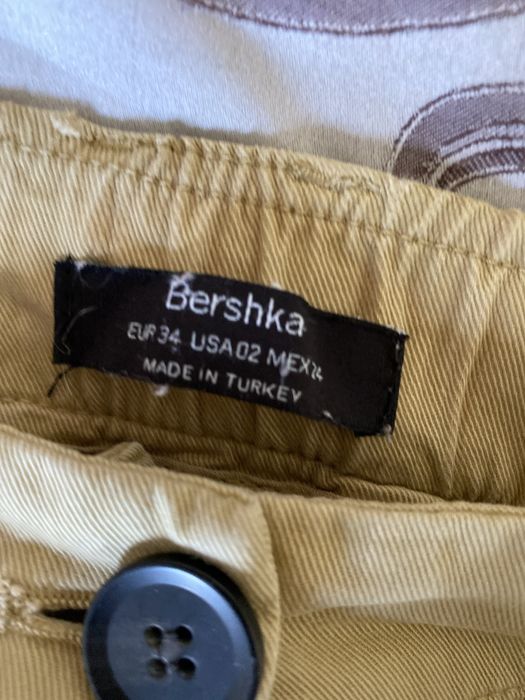 Bershka
EUR 34 USA 02 MEX 24
MADE IN TURKEY